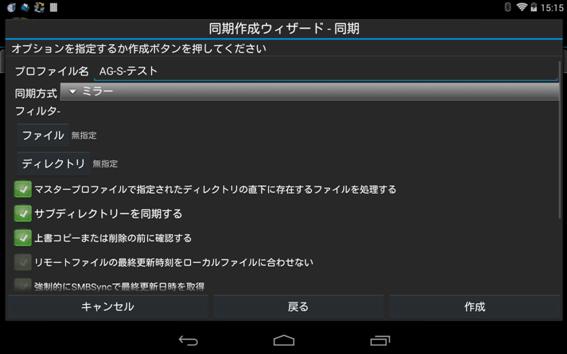 15:15
同期作成ウィザード - 同期
オプションを指定するか作成ボタンを押してください
プロファイル名 AG-S-テスト
同期方式 ミラー
フィルタ-
ファイル 無指定
ディレクトリ 無指定
マスタープロファイルで指定されたディレクトリの直下に存在するファイルを処理する
サブディレクトリーを同期する
上書コピーまたは削除の前に確認する
リモートファイルの最終更新時刻をローカルファイルに合わせない
強制的にSMBSyncで最終更新日時を取得
キャンセル 戻る 作成